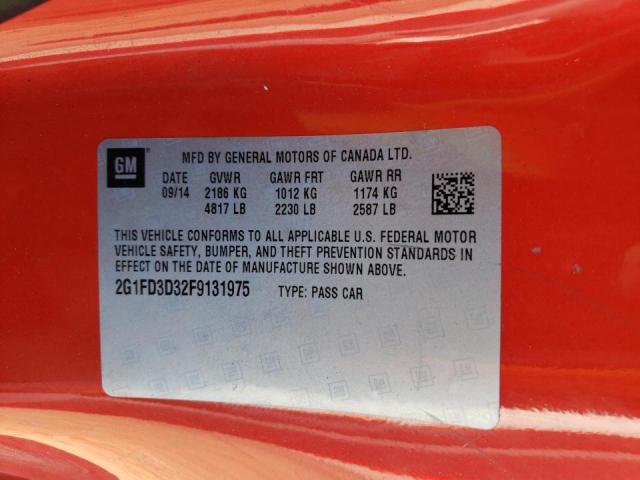 GM
MFD BY GENERAL MOTORS OF CANADA LTD.
DATE GVWR GAWR FRT GAWR RR
09/14 2186 KG 1012 KG 1174 KG
4817 LB 2230 LB 2587 LB
THIS VEHICLE CONFORMS TO ALL APPLICABLE U.S. FEDERAL MOTOR
VEHICLE SAFETY, BUMPER, AND THEFT PREVENTION STANDARDS IN
EFFECT ON THE DATE OF MANUFACTURE SHOWN ABOVE.
2G1FD3D32F9131975 TYPE: PASS CAR